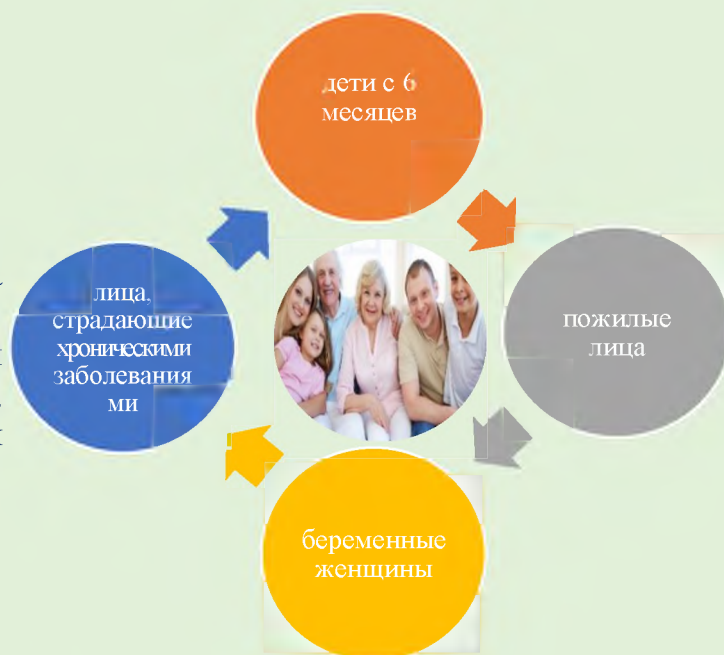 дети с 6
месяцев
лица,
страдающие
хроническими
заболевания
ми
пожилые
лица
беременные
женщины